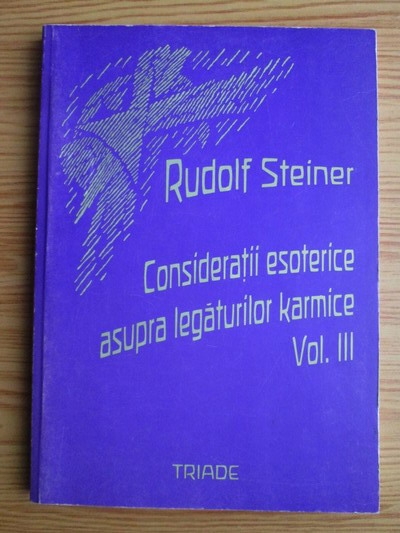 Rudolf Steiner
Considerații esoterice
asupra legăturilor karmice
Vol. III
TRIADE